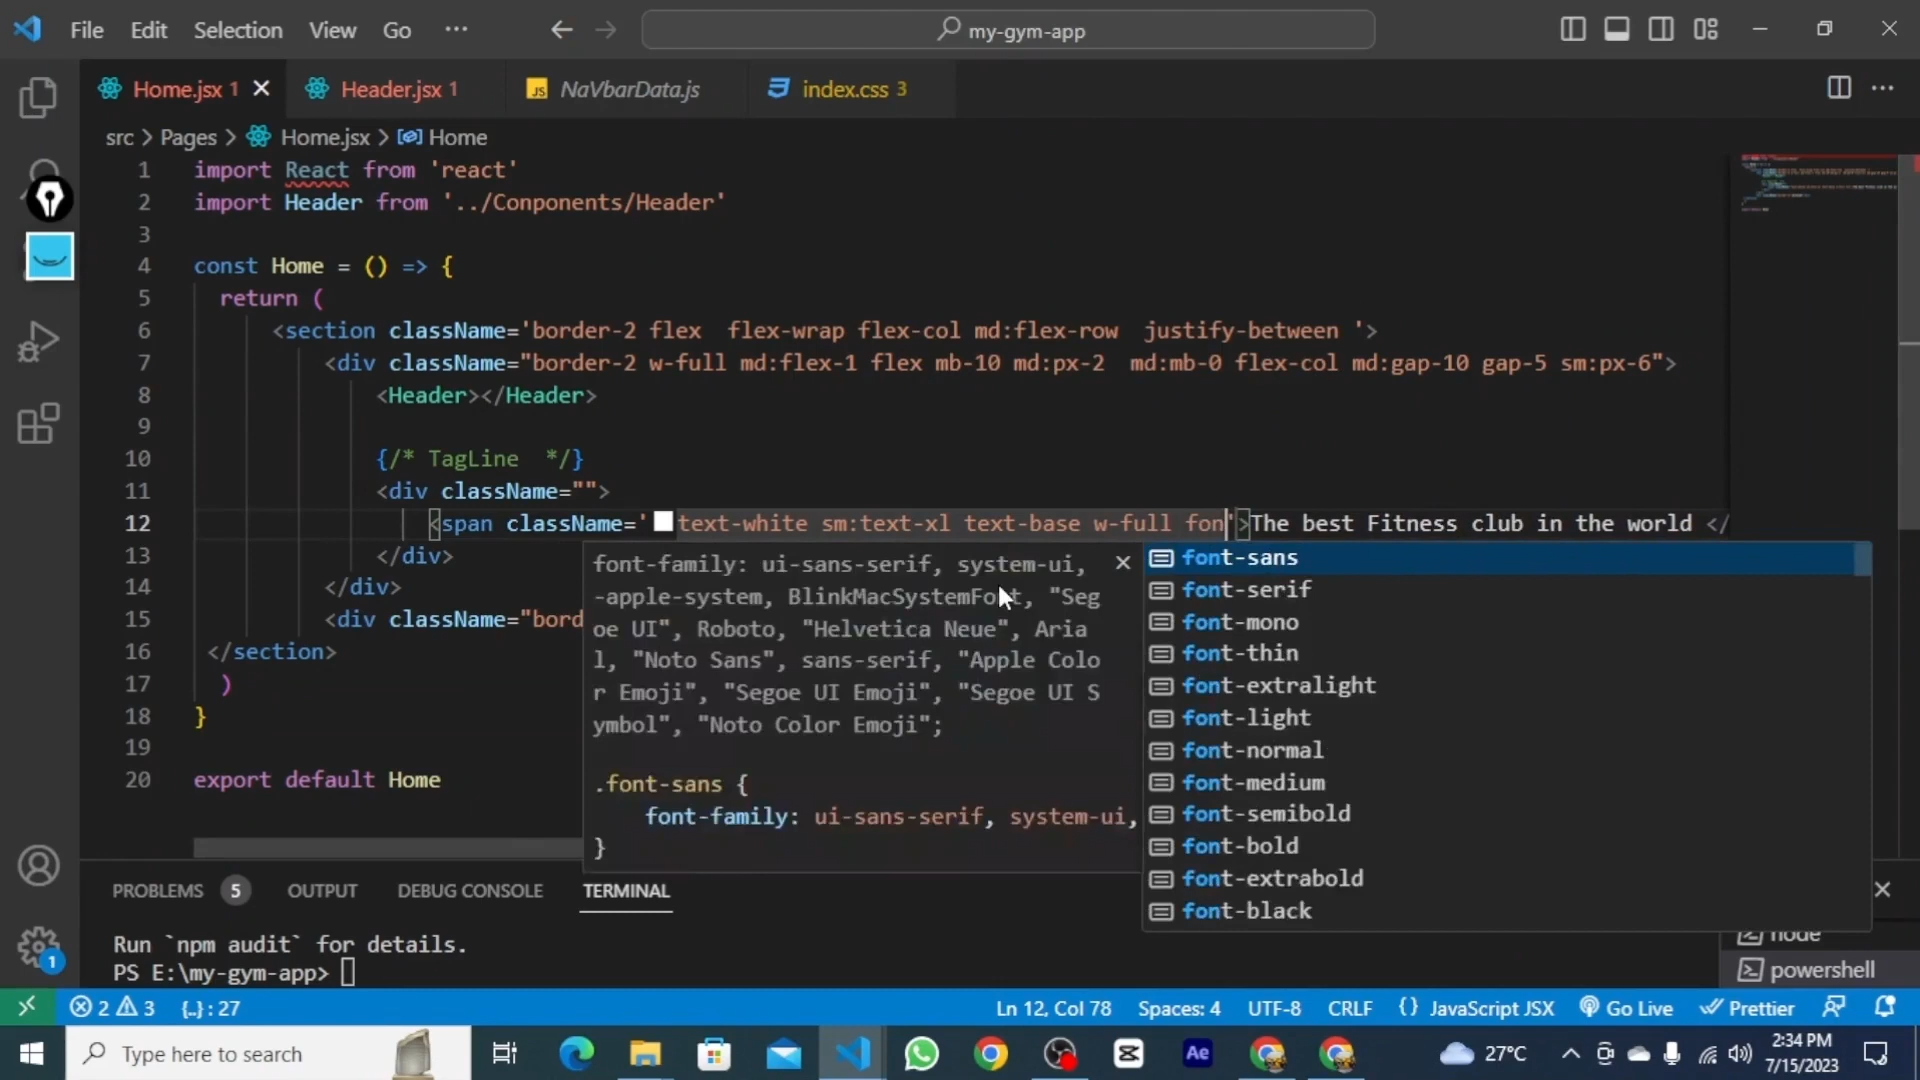 File Edit Selection View Go ··· my-gym-app
Home.jsx 1 Header.jsx 1 NaVbarData.js index.css 3
src > Pages > Home.jsx > Home
1 import React from 'react'
2 import Header from '../Conponents/Header'
3
4 const Home = () => {
5 return (
6 <section className='border-2 flex  flex-wrap flex-col md:flex-row  justify-between '>
7 <div className="border-2 w-full md:flex-1 flex mb-10 md:px-2  md:mb-0 flex-col md:gap-10 gap-5 sm:px-6">
8 <Header></Header>
9
10 {/* TagLine  */}
11 <div className="">
12 <span className=' text-white sm:text-xl text-base w-full fon'>The best Fitness club in the world </
13 </div>
14 </div>
15 <div className="bord
16 </section>
17 )
18 }
19
20 export default Home
font-family: ui-sans-serif, system-ui,
-apple-system, BlinkMacSystemFont, "Seg
oe UI", Roboto, "Helvetica Neue", Aria
l, "Noto Sans", sans-serif, "Apple Colo
r Emoji", "Segoe UI Emoji", "Segoe UI S
ymbol", "Noto Color Emoji";
.font-sans {
font-family: ui-sans-serif, system-ui,
}
font-sans
font-serif
font-mono
font-thin
font-extralight
font-light
font-normal
font-medium
font-semibold
font-bold
font-extrabold
font-black
PROBLEMS 5 OUTPUT DEBUG CONSOLE TERMINAL
Run `npm audit` for details.
PS E:\my-gym-app>
node
powershell
1
2 3 {..} : 27 Ln 12, Col 78 Spaces: 4 UTF-8 CRLF {} JavaScript JSX Go Live Prettier
Type here to search Ae 27°C 2:34 PM
7/15/2023